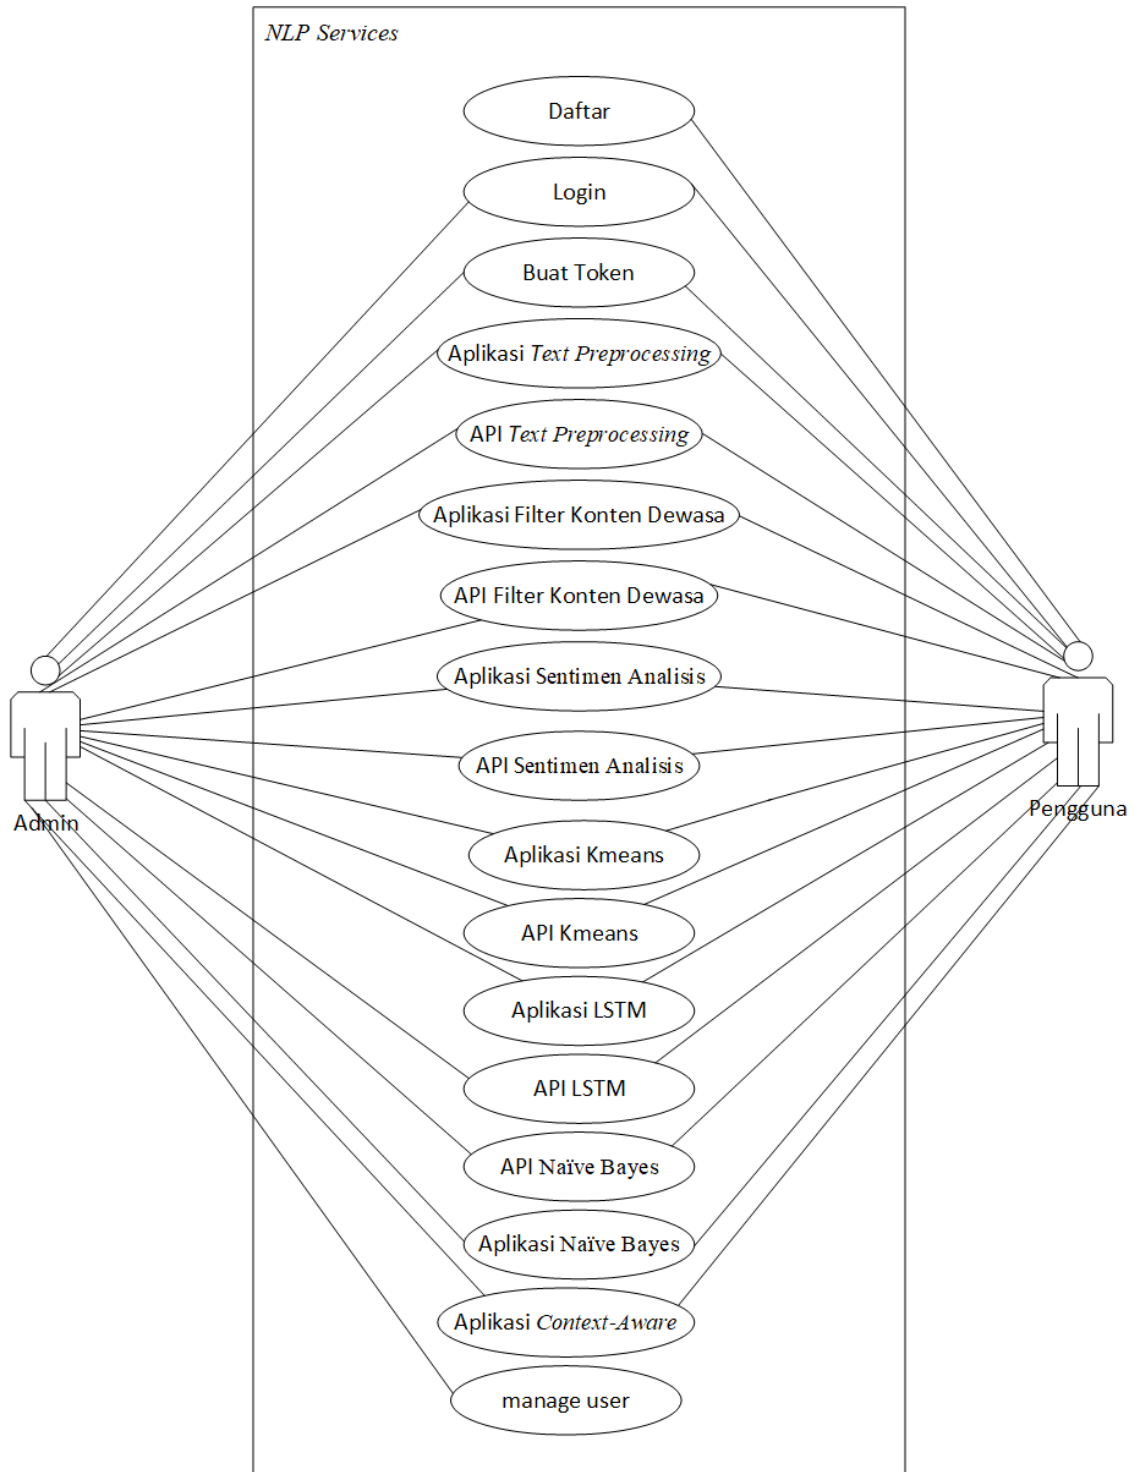 NLP Services
Daftar
Login
Buat Token
Aplikasi Text Preprocessing
API Text Preprocessing
Aplikasi Filter Konten Dewasa
API Filter Konten Dewasa
Aplikasi Sentimen Analisis
API Sentimen Analisis
Admin
Pengguna
Aplikasi Kmeans
API Kmeans
Aplikasi LSTM
API LSTM
API Naïve Bayes
Aplikasi Naïve Bayes
Aplikasi Context-Aware
manage user